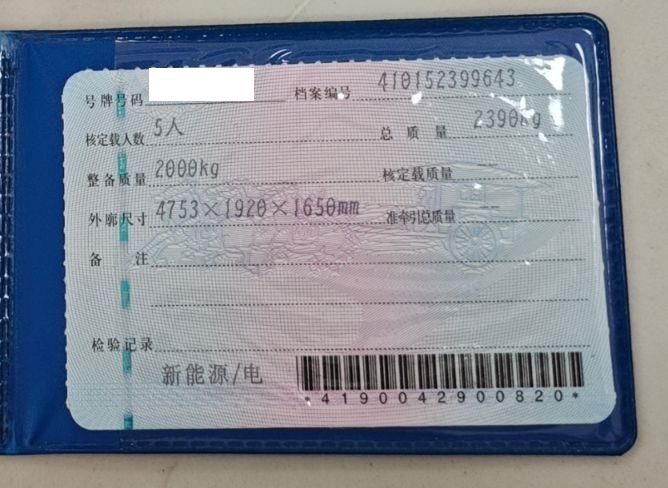 号牌号码 档案编号 410152399643
核定载人数 5人 总质量 2390kg
整备质量 2000kg 核定载质量 --
外廓尺寸 4753×1920×1650mm 准牵引总质量 --
备注
检验记录
新能源/电
*4190042900820*